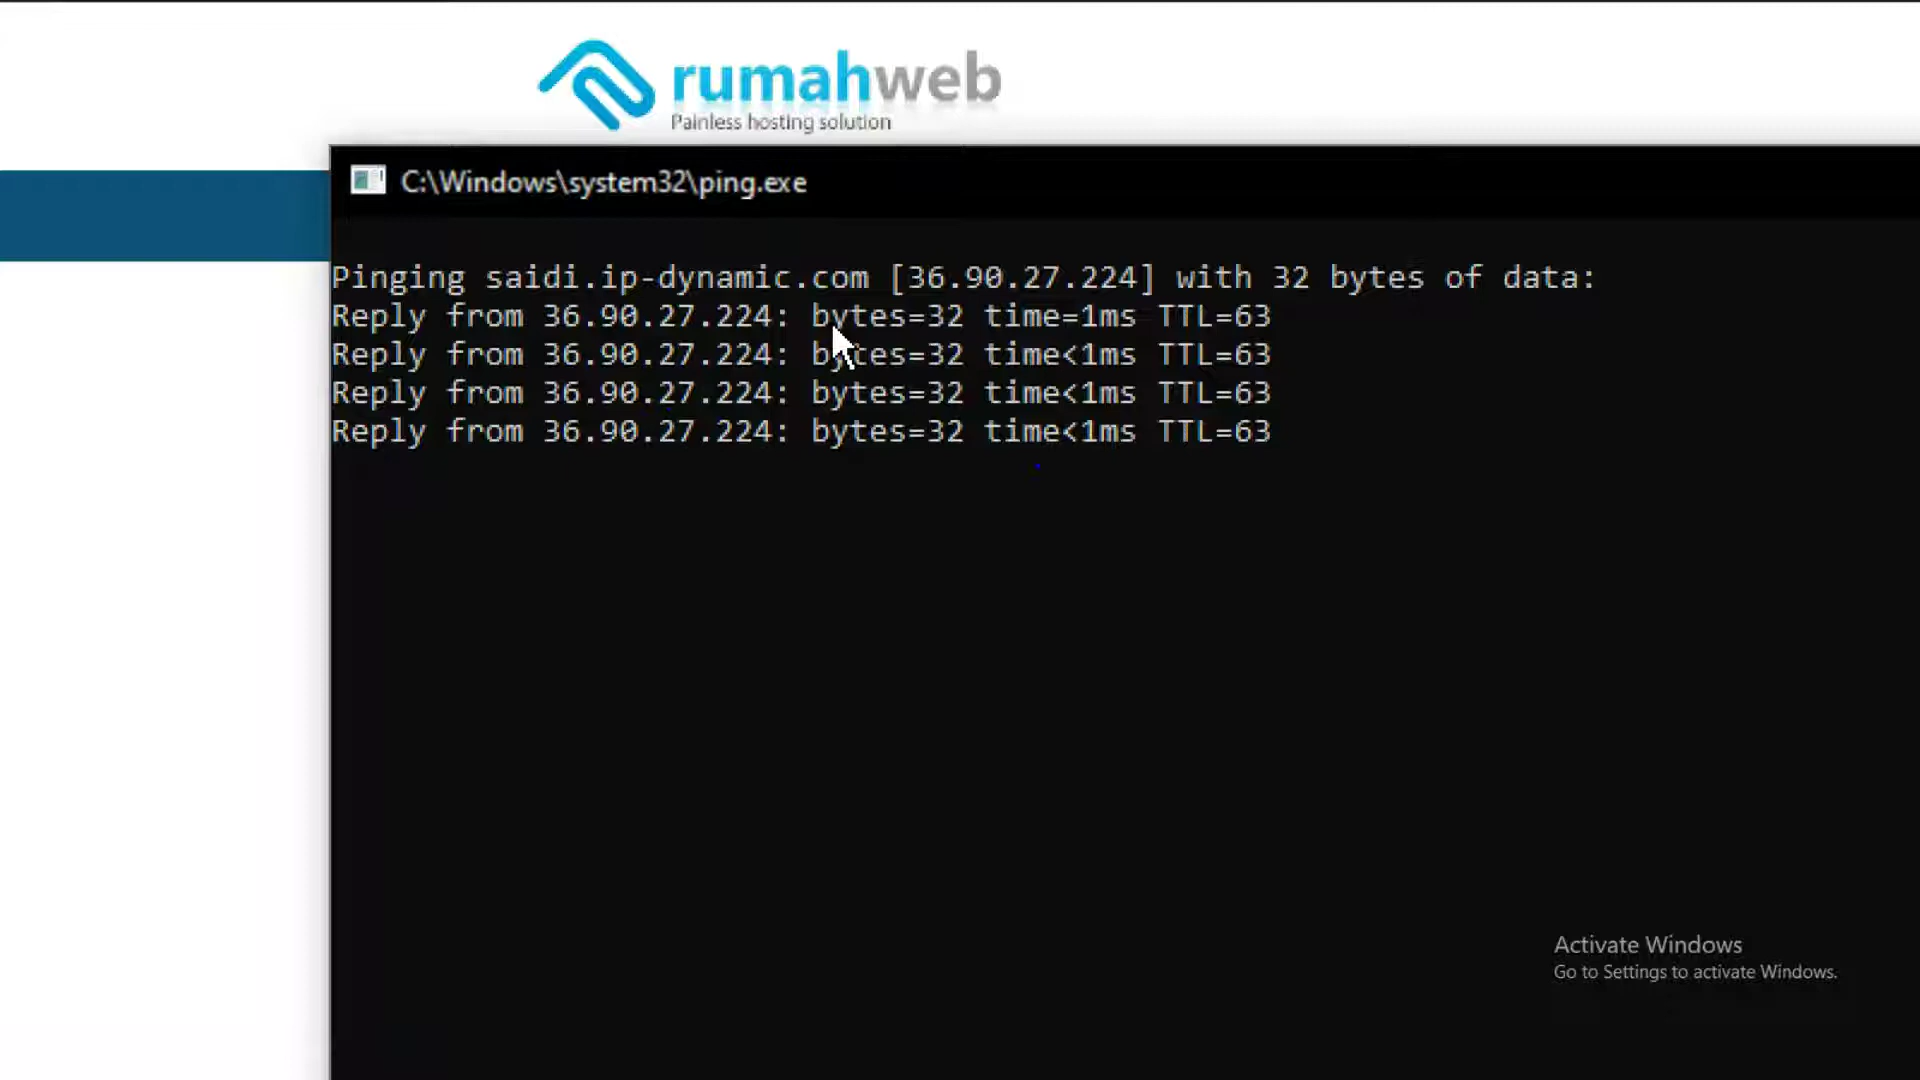 rumahweb
Painless hosting solution
C:\Windows\system32\ping.exe
Pinging saidi.ip-dynamic.com [36.90.27.224] with 32 bytes of data:
Reply from 36.90.27.224: bytes=32 time=1ms TTL=63
Reply from 36.90.27.224: bytes=32 time<1ms TTL=63
Reply from 36.90.27.224: bytes=32 time<1ms TTL=63
Reply from 36.90.27.224: bytes=32 time<1ms TTL=63
Activate Windows
Go to Settings to activate Windows.